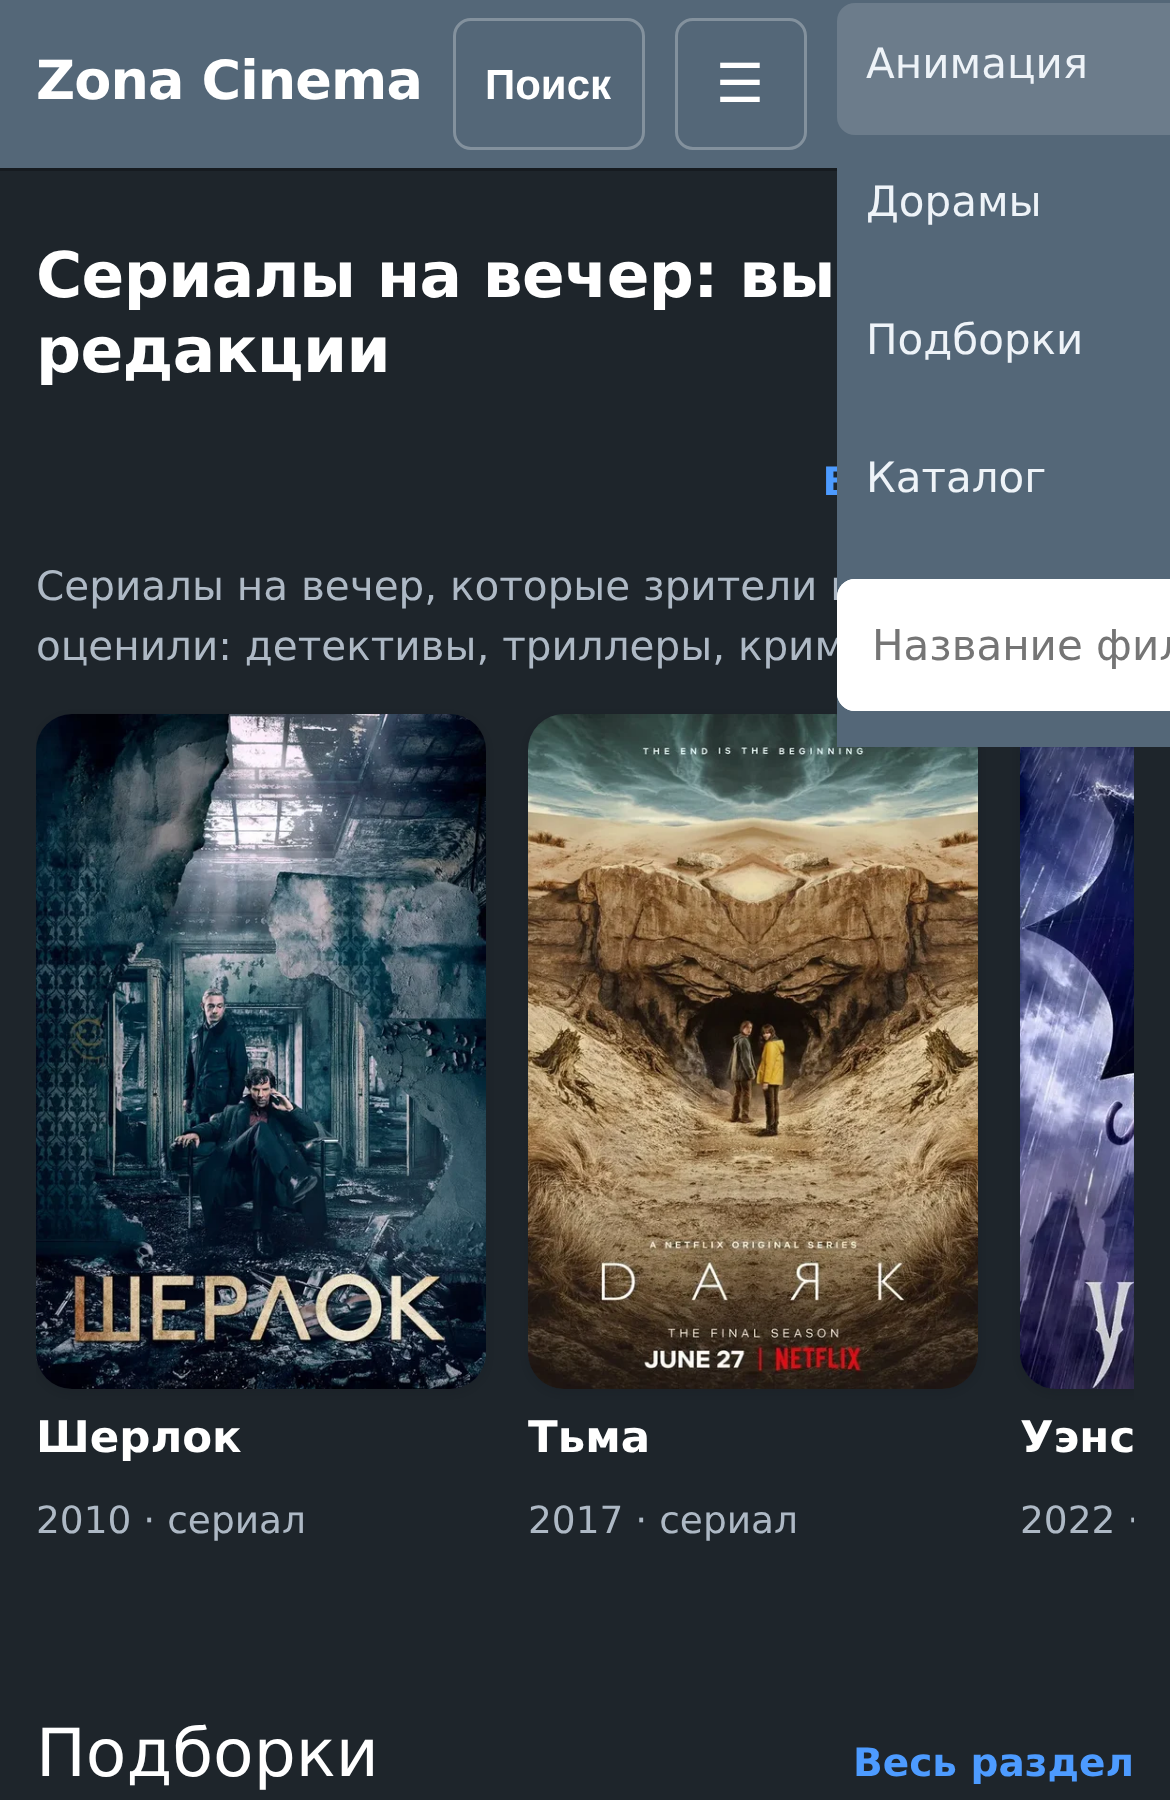 Zona Cinema
Поиск
☰
Анимация
Дорамы
Подборки
Каталог
Сериалы на вечер: вы
редакции
Сериалы на вечер, которые зрители
оценили: детективы, триллеры, крим
Название фил
ШЕРЛОК
THE END IS THE BEGINNING
A NETFLIX ORIGINAL SERIES
DAЯK
THE FINAL SEASON
JUNE 27 | NETFLIX
У
Шерлок
2010 · сериал
Тьма
2017 · сериал
Уэнс
2022 ·
Подборки
Весь раздел